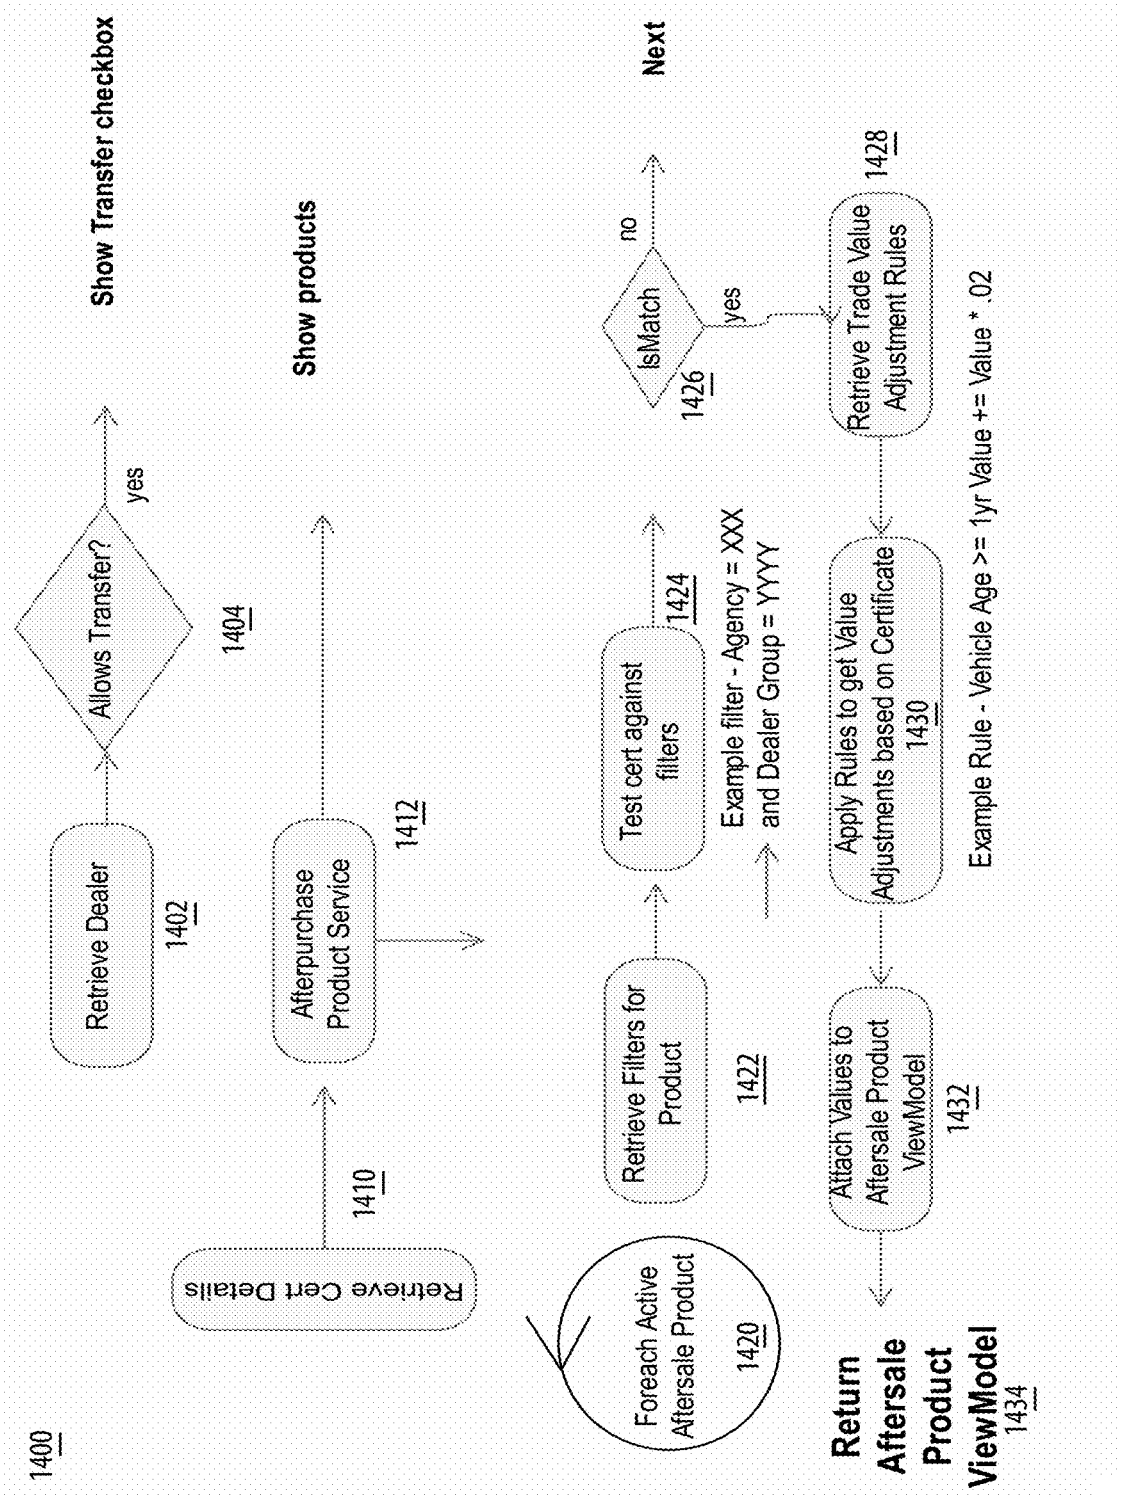 1400
Retrieve Dealer
1402
Allows Transfer?
1404
yes
Show Transfer checkbox
Retrieve Cert Details
1410
Afterpurchase
Product Service
1412
Show products
Foreach Active
Aftersale Product
1420
Retrieve Filters for
Product
1422
Test cert against
filters
1424
Example filter - Agency = XXX
and Dealer Group = YYYY
IsMatch
1426
no
Next
yes
Retrieve Trade Value
Adjustment Rules
1428
Apply Rules to get Value
Adjustments based on Certificate
1430
Example Rule - Vehicle Age >= 1yr Value += Value * .02
Attach Values to
Aftersale Product
ViewModel
1432
Return
Aftersale
Product
ViewModel
1434